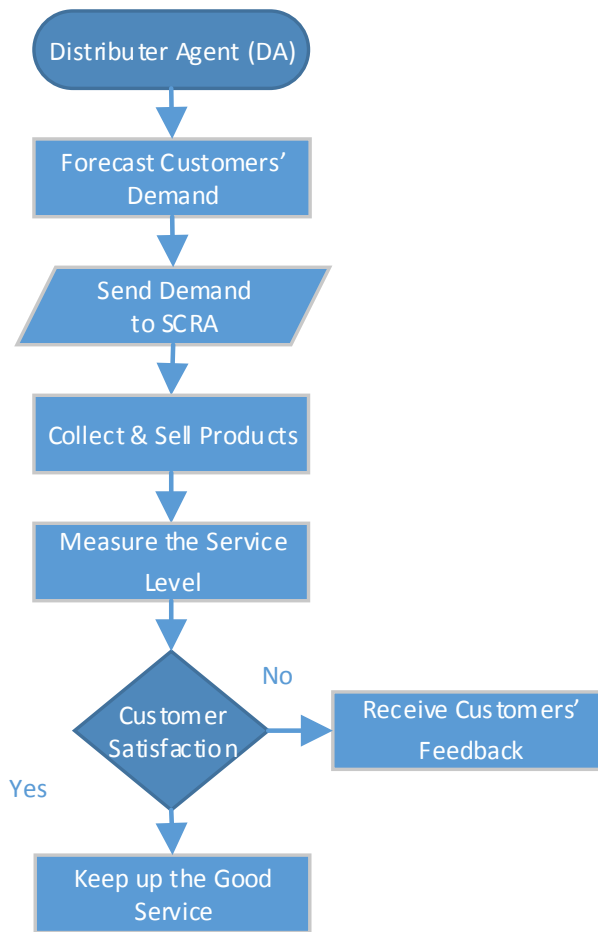 Distributer Agent (DA)
Forecast Customers’
Demand
Send Demand
to SCRA
Collect & Sell Products
Measure the Service
Level
No
Customer
Satisfaction
Receive Customers’
Feedback
Yes
Keep up the Good
Service